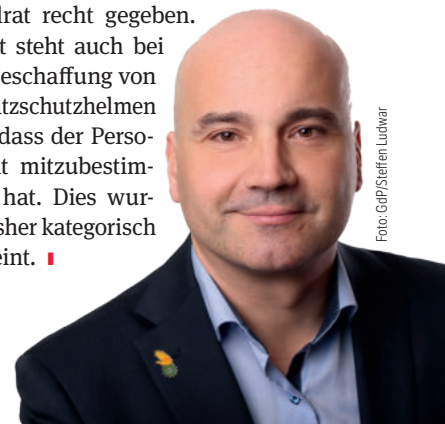 lrat recht gegeben.
t steht auch bei
eschaffung von
tzschutzhelmen
dass der Perso-
t mitzubestim-
hat. Dies wur-
sher kategorisch
eint.
Foto: GdP/Steffen Ludwar